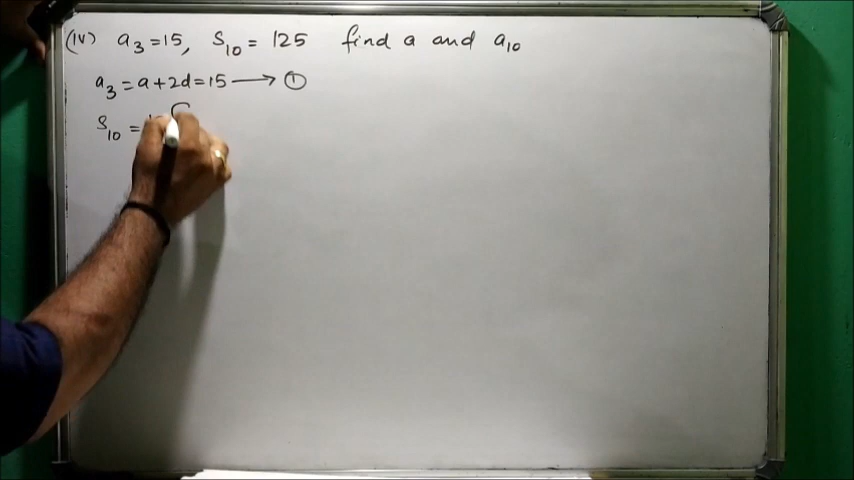 (iv) a₃ = 15, S₁₀ = 125 find a and a₁₀
a₃ = a + 2d = 15 → ①
S₁₀ =